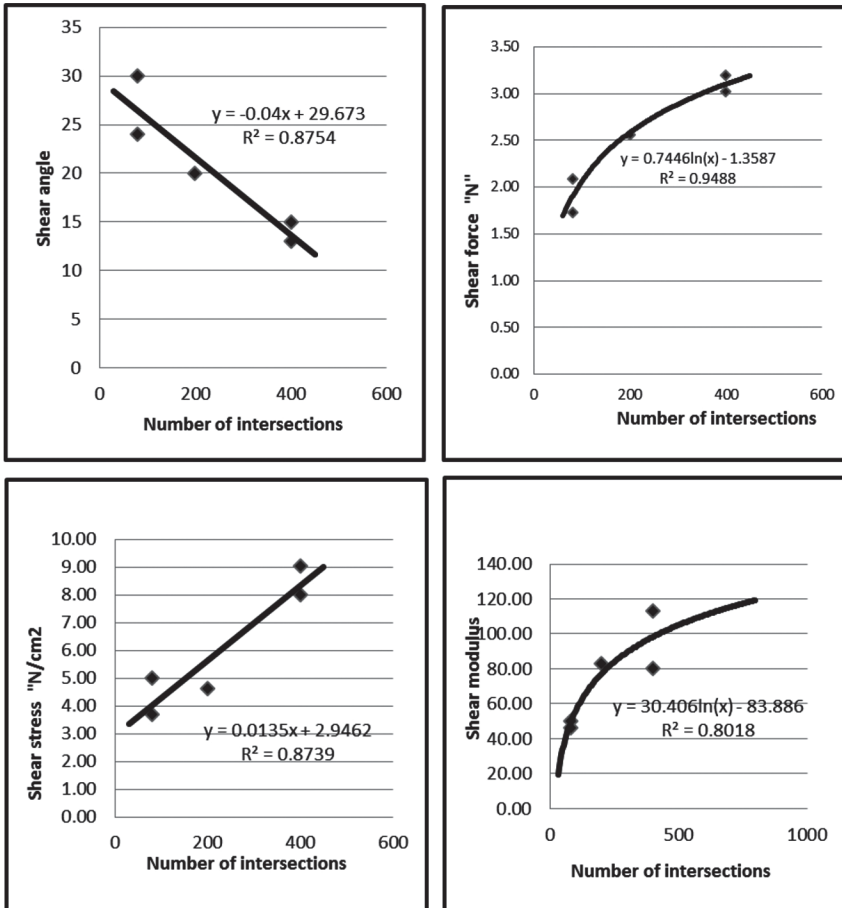 35
30
25
20
15
10
5
0
0 200 400 600
Shear angle
Number of intersections
y = -0.04x + 29.673
R² = 0.8754
3.50
3.00
2.50
2.00
1.50
1.00
0.50
0.00
0 200 400 600
Shear force "N"
Number of intersections
y = 0.7446ln(x) - 1.3587
R² = 0.9488
10.00
9.00
8.00
7.00
6.00
5.00
4.00
3.00
2.00
1.00
0.00
0 200 400 600
Shear stress "N/cm2
Number of intersections
y = 0.0135x + 2.9462
R² = 0.8739
140.00
120.00
100.00
80.00
60.00
40.00
20.00
0.00
0 500 1000
Shear modulus
Number of intersections
y = 30.406ln(x) - 83.886
R² = 0.8018